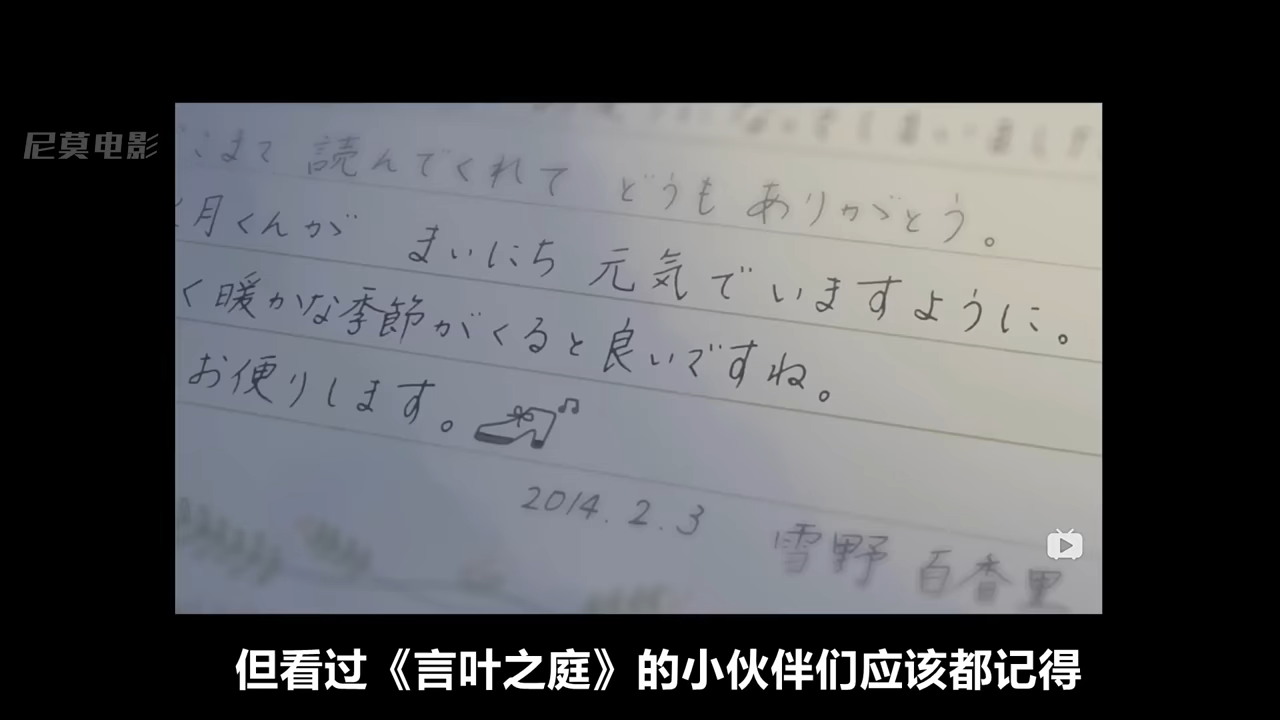 尼莫电影
こまで 読んでくれて どうも ありがとう。
月くんが まいにち 元気でいますように。
く暖かな季節がくると良いですね。
お便りします。
2014.2.3
雪野 百香里
但看过《言叶之庭》的小伙伴们应该都记得